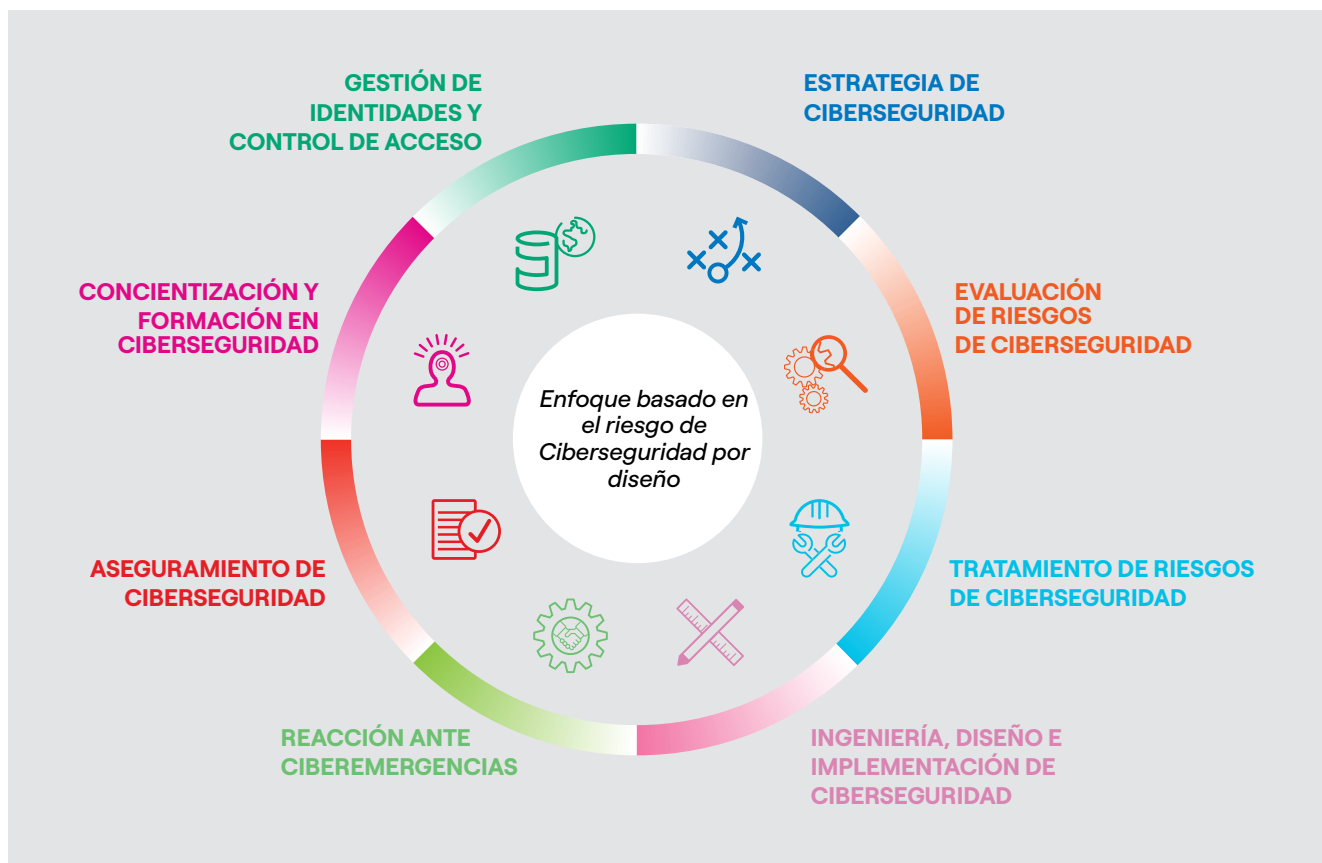 GESTIÓN DE
IDENTIDADES Y
CONTROL DE ACCESO
ESTRATEGIA DE
CIBERSEGURIDAD
CONCIENTIZACIÓN Y
FORMACIÓN EN
CIBERSEGURIDAD
EVALUACIÓN
DE RIESGOS
DE CIBERSEGURIDAD
Enfoque basado en
el riesgo de
Ciberseguridad por
diseño
ASEGURAMIENTO DE
CIBERSEGURIDAD
TRATAMIENTO DE RIESGOS
DE CIBERSEGURIDAD
REACCIÓN ANTE
CIBEREMERGENCIAS
INGENIERÍA, DISEÑO E
IMPLEMENTACIÓN DE
CIBERSEGURIDAD